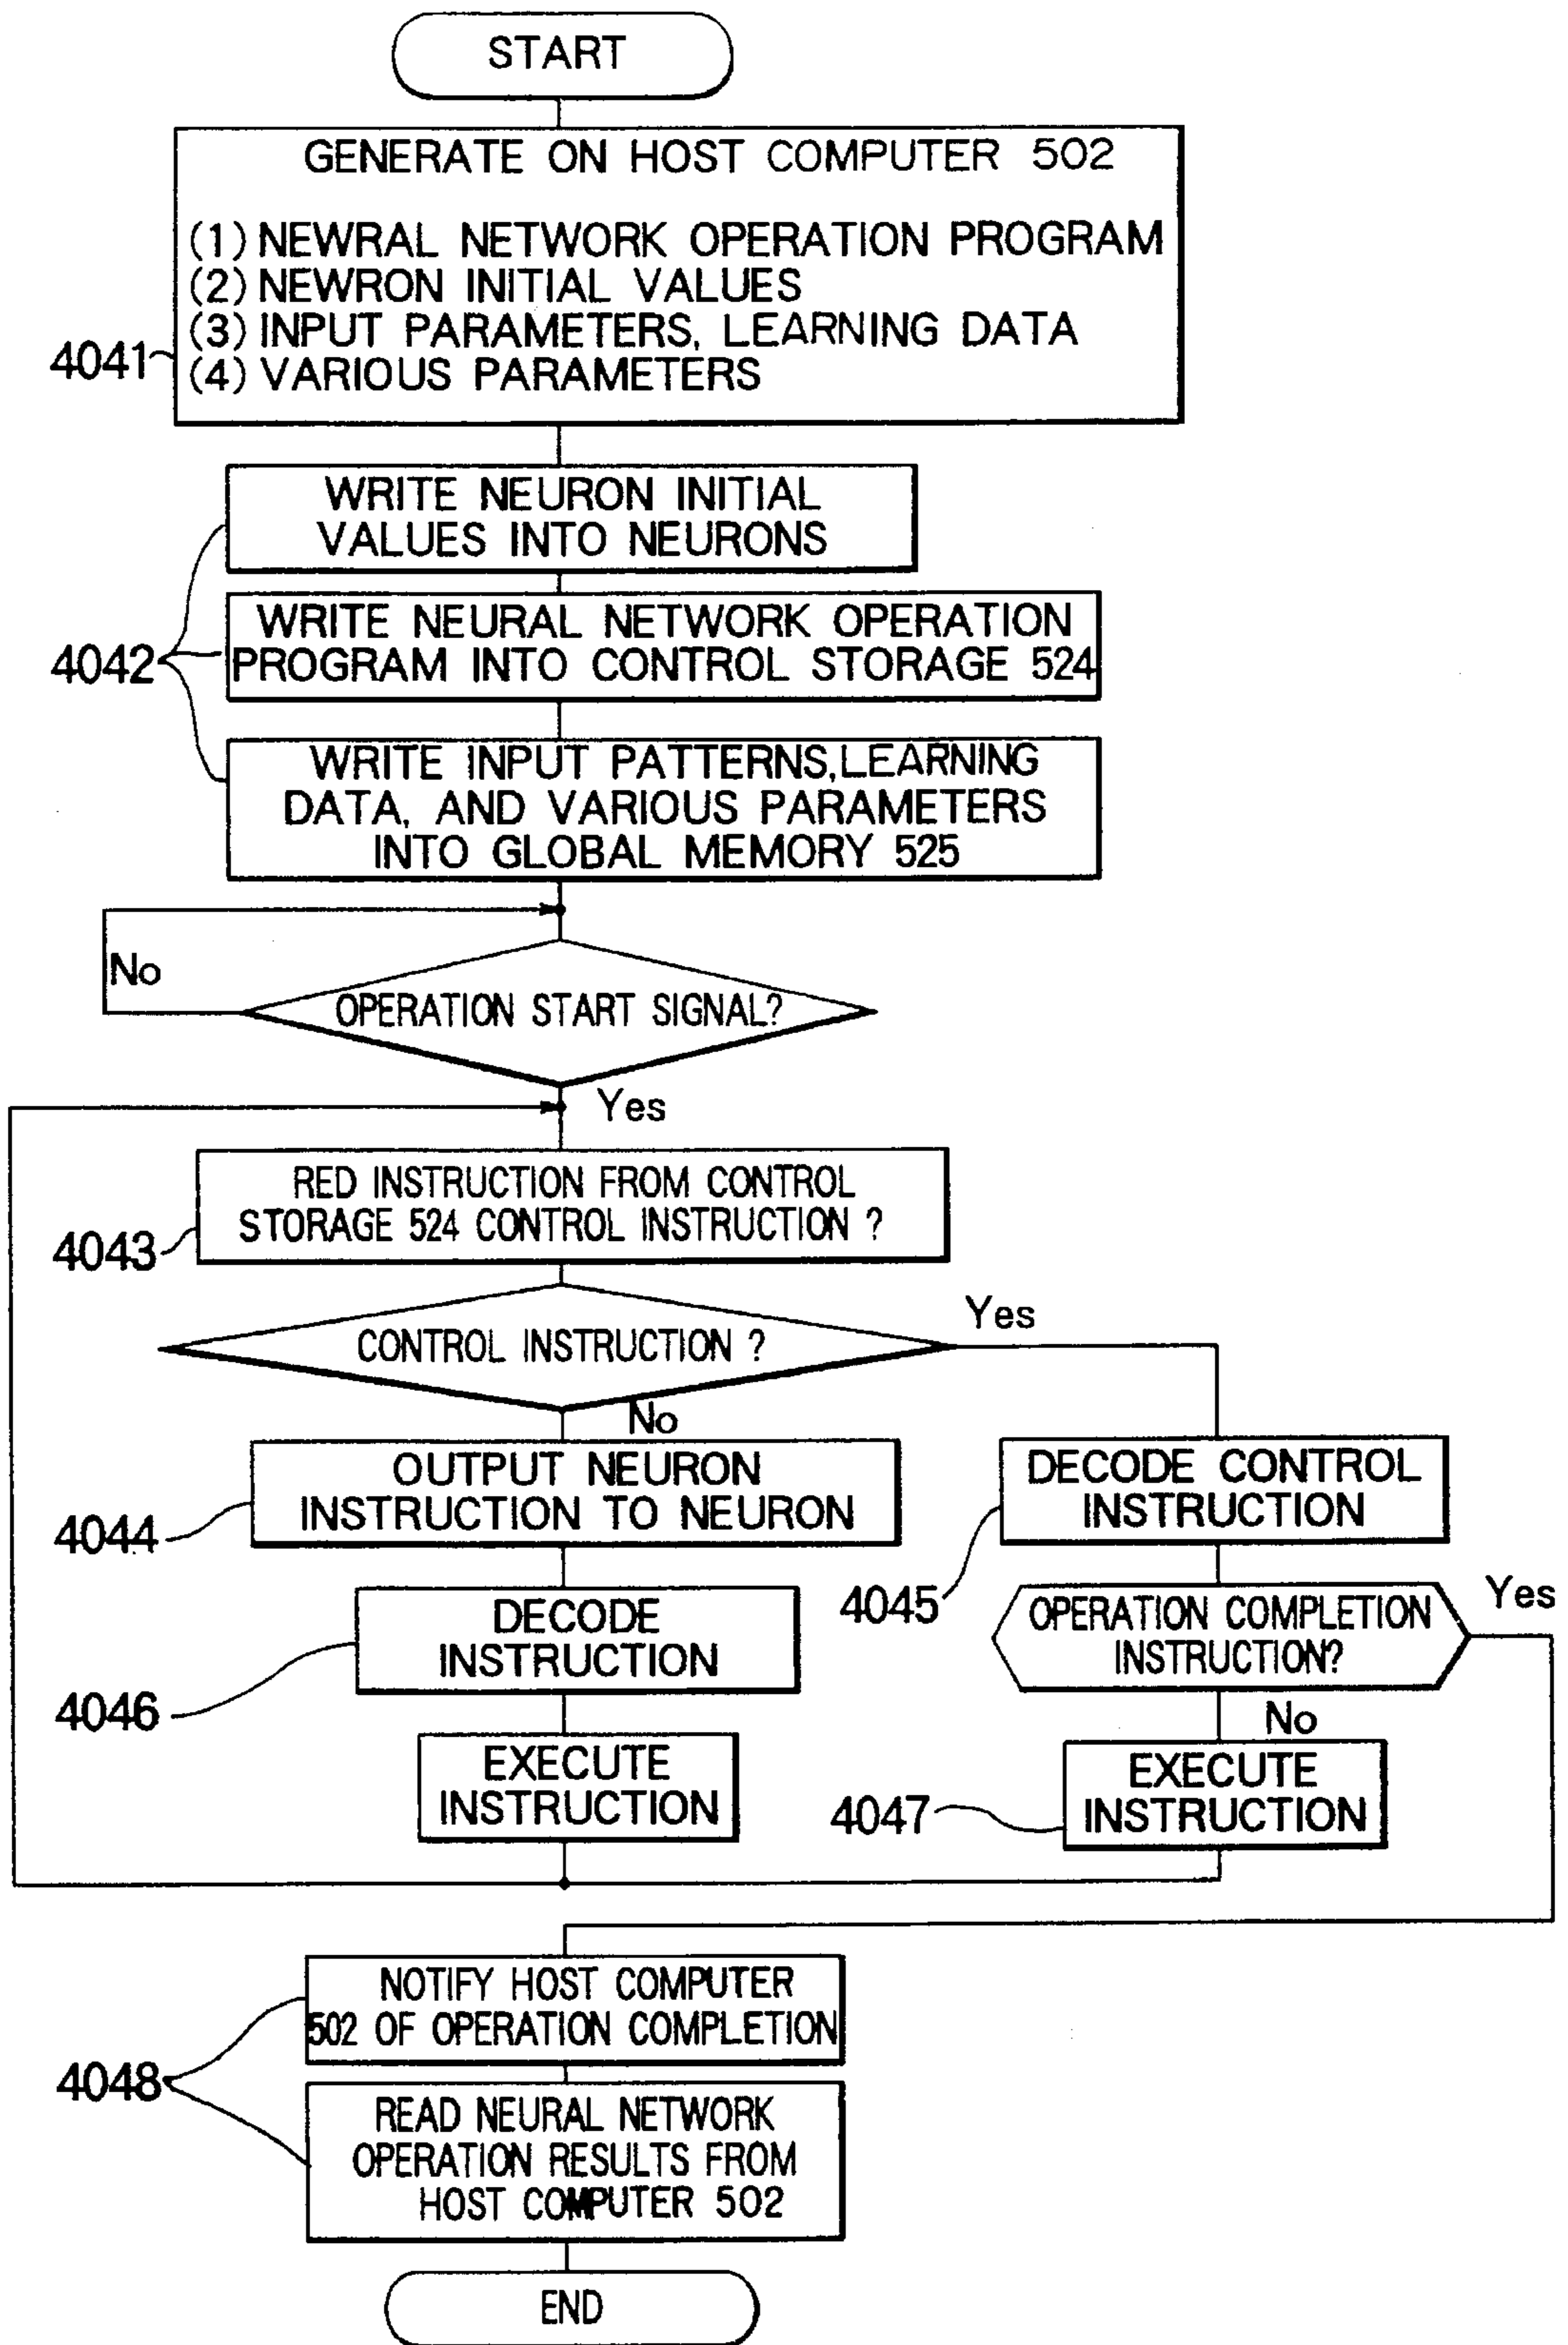 START
GENERATE ON HOST COMPUTER 502
(1) NEWRAL NETWORK OPERATION PROGRAM
(2) NEWRON INITIAL VALUES
(3) INPUT PARAMETERS, LEARNING DATA
(4) VARIOUS PARAMETERS
4041
WRITE NEURON INITIAL
VALUES INTO NEURONS
WRITE NEURAL NETWORK OPERATION
PROGRAM INTO CONTROL STORAGE 524
4042
WRITE INPUT PATTERNS, LEARNING
DATA, AND VARIOUS PARAMETERS
INTO GLOBAL MEMORY 525
No
OPERATION START SIGNAL?
Yes
RED INSTRUCTION FROM CONTROL
STORAGE 524 CONTROL INSTRUCTION ?
4043
Yes
CONTROL INSTRUCTION ?
No
OUTPUT NEURON
INSTRUCTION TO NEURON
4044
DECODE CONTROL
INSTRUCTION
4045
DECODE
INSTRUCTION
4046
OPERATION COMPLETION
INSTRUCTION?
Yes
No
EXECUTE
INSTRUCTION
EXECUTE
INSTRUCTION
4047
NOTIFY HOST COMPUTER
502 OF OPERATION COMPLETION
4048
READ NEURAL NETWORK
OPERATION RESULTS FROM
HOST COMPUTER 502
END